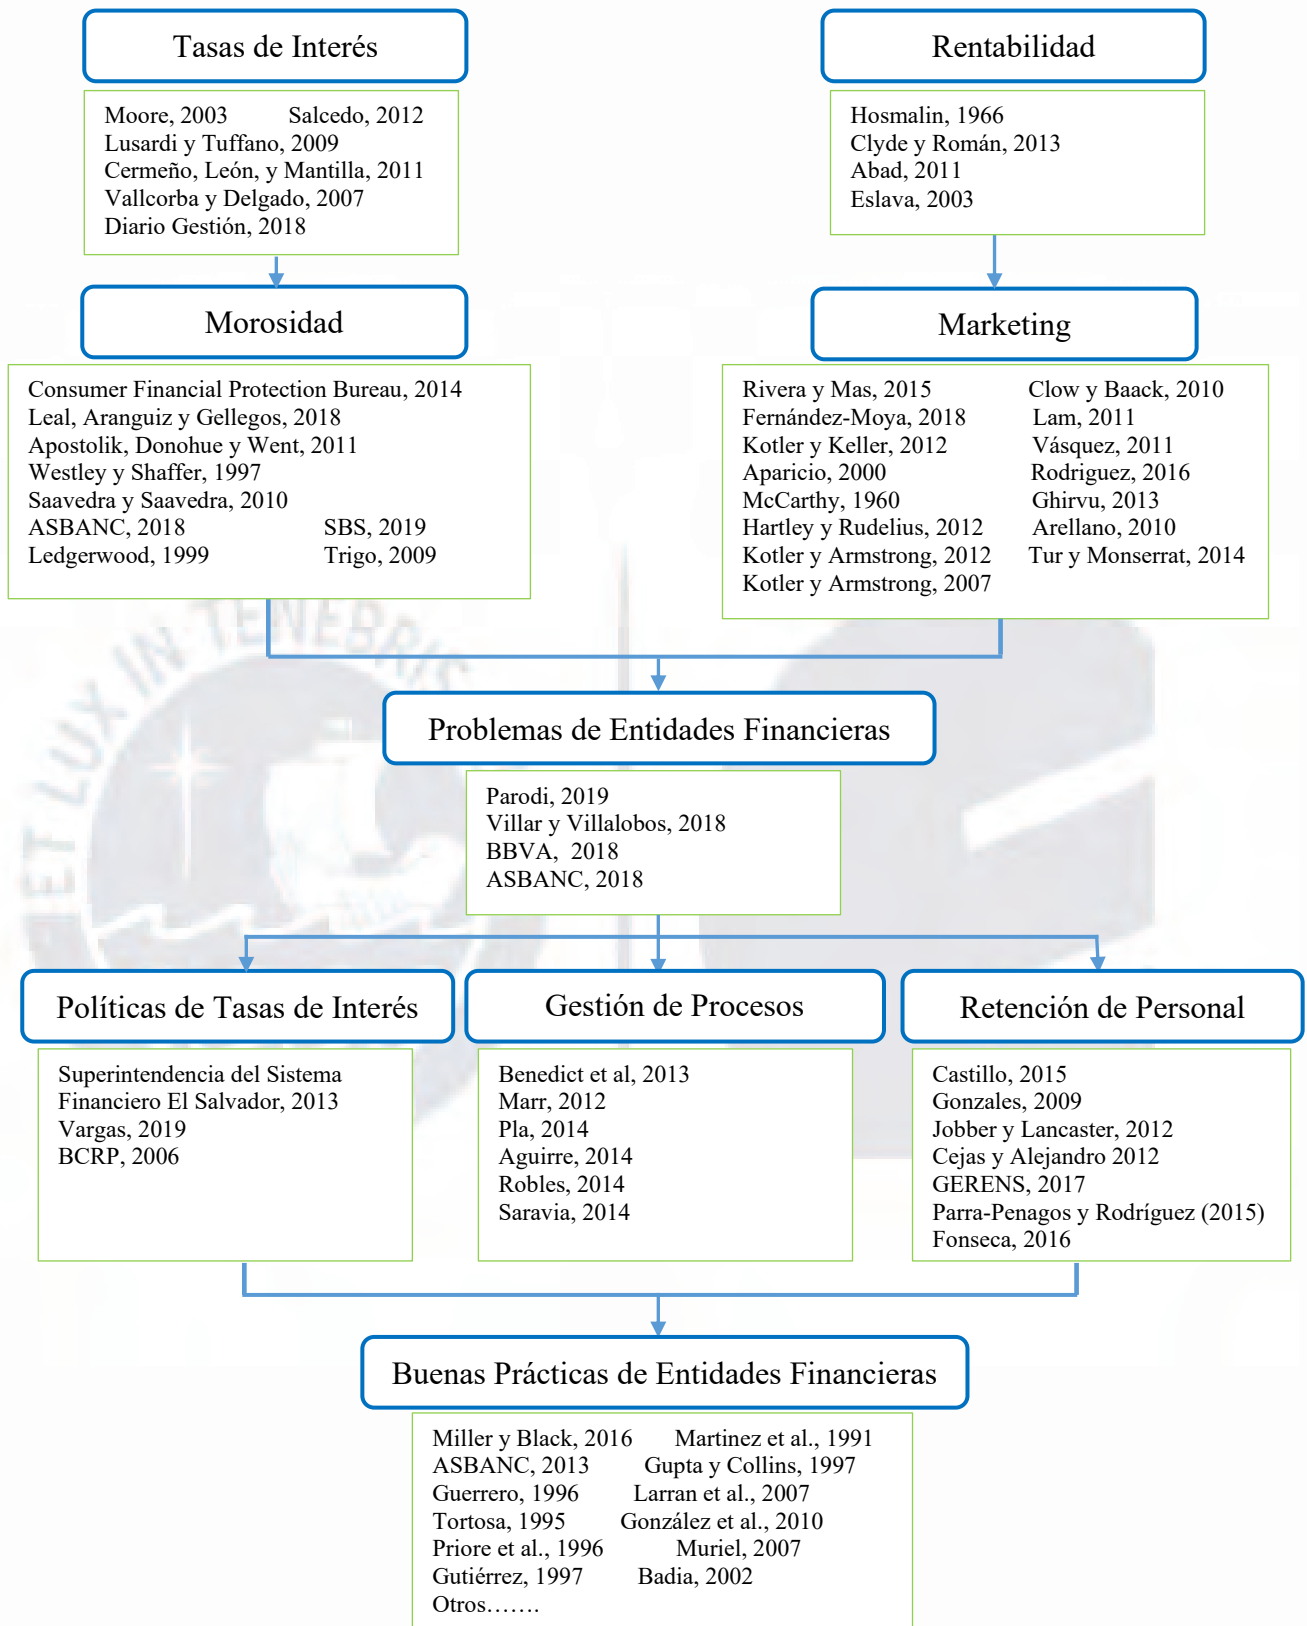 Tasas de Interés
Moore, 2003 Salcedo, 2012
Lusardi y Tuffano, 2009
Cermeño, León, y Mantilla, 2011
Vallcorba y Delgado, 2007
Diario Gestión, 2018
Rentabilidad
Hosmalin, 1966
Clyde y Román, 2013
Abad, 2011
Eslava, 2003
Morosidad
Consumer Financial Protection Bureau, 2014
Leal, Aranguiz y Gellegos, 2018
Apostolik, Donohue y Went, 2011
Westley y Shaffer, 1997
Saavedra y Saavedra, 2010
ASBANC, 2018 SBS, 2019
Ledgerwood, 1999 Trigo, 2009
Marketing
Rivera y Mas, 2015 Clow y Baack, 2010
Fernández-Moya, 2018 Lam, 2011
Kotler y Keller, 2012 Vásquez, 2011
Aparicio, 2000 Rodriguez, 2016
McCarthy, 1960 Ghirvu, 2013
Hartley y Rudelius, 2012 Arellano, 2010
Kotler y Armstrong, 2012 Tur y Monserrat, 2014
Kotler y Armstrong, 2007
ET LUX IN TENEBRIS
Problemas de Entidades Financieras
Parodi, 2019
Villar y Villalobos, 2018
BBVA, 2018
ASBANC, 2018
Políticas de Tasas de Interés
Superintendencia del Sistema
Financiero El Salvador, 2013
Vargas, 2019
BCRP, 2006
Gestión de Procesos
Benedict et al, 2013
Marr, 2012
Pla, 2014
Aguirre, 2014
Robles, 2014
Saravia, 2014
Retención de Personal
Castillo, 2015
Gonzales, 2009
Jobber y Lancaster, 2012
Cejas y Alejandro 2012
GERENS, 2017
Parra-Penagos y Rodríguez (2015)
Fonseca, 2016
Buenas Prácticas de Entidades Financieras
Miller y Black, 2016 Martinez et al., 1991
ASBANC, 2013 Gupta y Collins, 1997
Guerrero, 1996 Larran et al., 2007
Tortosa, 1995 González et al., 2010
Priore et al., 1996 Muriel, 2007
Gutiérrez, 1997 Badia, 2002
Otros…….